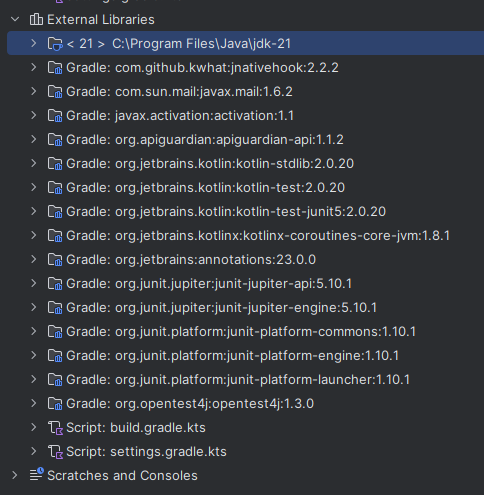 External Libraries
< 21 > C:\Program Files\Java\jdk-21
Gradle: com.github.kwhat:jnativehook:2.2.2
Gradle: com.sun.mail:javax.mail:1.6.2
Gradle: javax.activation:activation:1.1
Gradle: org.apiguardian:apiguardian-api:1.1.2
Gradle: org.jetbrains.kotlin:kotlin-stdlib:2.0.20
Gradle: org.jetbrains.kotlin:kotlin-test:2.0.20
Gradle: org.jetbrains.kotlin:kotlin-test-junit5:2.0.20
Gradle: org.jetbrains.kotlinx:kotlinx-coroutines-core-jvm:1.8.1
Gradle: org.jetbrains:annotations:23.0.0
Gradle: org.junit.jupiter:junit-jupiter-api:5.10.1
Gradle: org.junit.jupiter:junit-jupiter-engine:5.10.1
Gradle: org.junit.platform:junit-platform-commons:1.10.1
Gradle: org.junit.platform:junit-platform-engine:1.10.1
Gradle: org.junit.platform:junit-platform-launcher:1.10.1
Gradle: org.opentest4j:opentest4j:1.3.0
Script: build.gradle.kts
Script: settings.gradle.kts
Scratches and Consoles